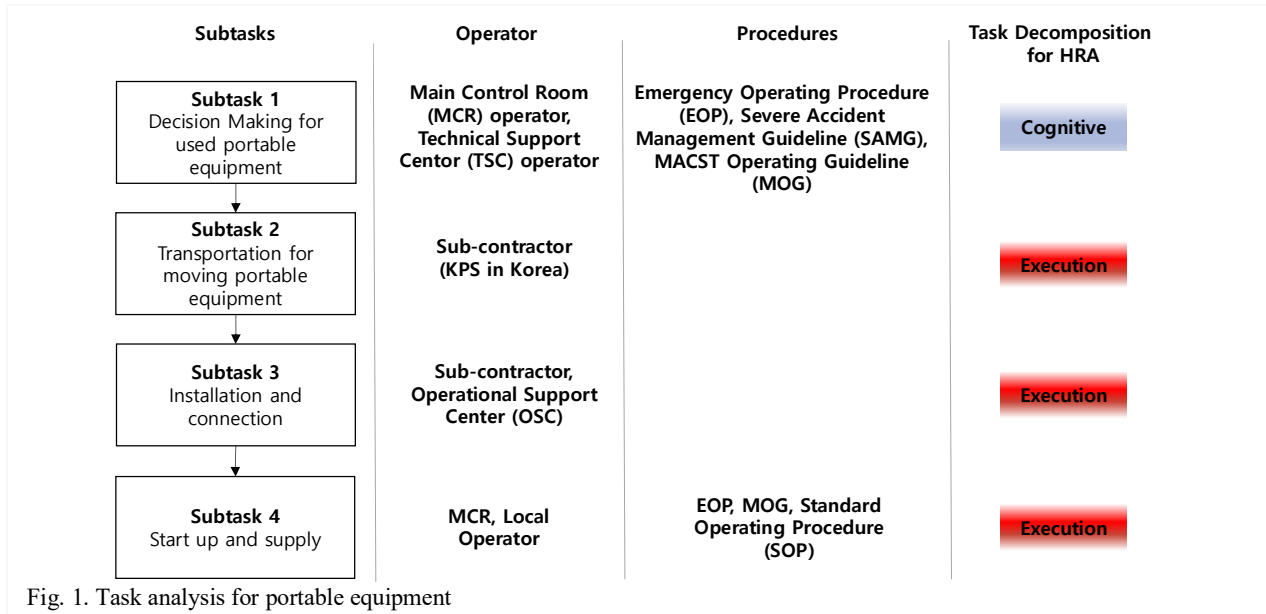 Subtasks
Operator
Procedures
Task Decomposition
for HRA
Subtask 1
Decision Making for
used portable
equipment
Main Control Room
(MCR) operator,
Technical Support
Centor (TSC) operator
Emergency Operating Procedure
(EOP), Severe Accident
Management Guideline (SAMG),
MACST Operating Guideline
(MOG)
Cognitive
Subtask 2
Transportation for
moving portable
equipment
Sub-contractor
(KPS in Korea)
Execution
Subtask 3
Installation and
connection
Sub-contractor,
Operational Support
Center (OSC)
Execution
Subtask 4
Start up and supply
MCR, Local
Operator
EOP, MOG, Standard
Operating Procedure
(SOP)
Execution
Fig. 1. Task analysis for portable equipment